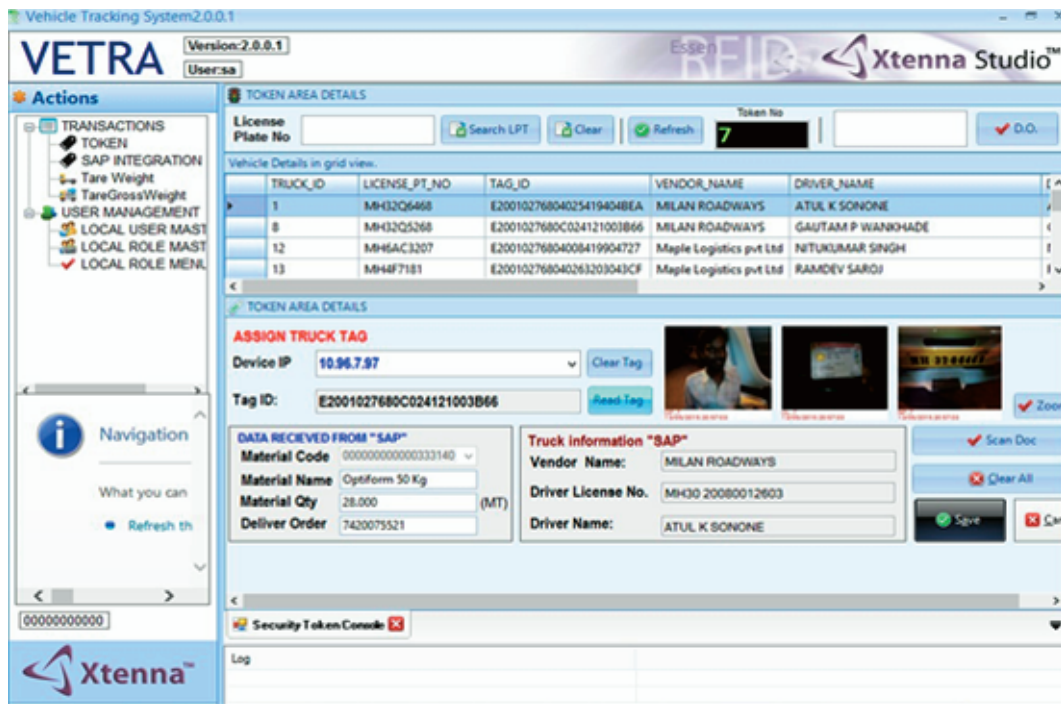 Vehicle Tracking System2.0.0.1
VETRA
Version:2.0.0.1
User:sa
Essen
RFID
Xtenna Studio™
Actions
TRANSACTIONS
TOKEN
SAP INTEGRATION
Tare Weight
TareGrossWeight
USER MANAGEMENT
LOCAL USER MAST
LOCAL ROLE MAST
LOCAL ROLE MENU
Navigation
What you can
Refresh th
00000000000
Xtenna™
TOKEN AREA DETAILS
License
Plate No
Search LPT
Clear
Refresh
Token No
7
D.O.
Vehicle Details in grid view.
TRUCK_ID LICENSE_PT_NO TAG_ID VENDOR_NAME DRIVER_NAME
1 MH32Q6468 E20010276804025419404BEA MILAN ROADWAYS ATUL K SONONE
8 MH32Q5268 E2001027680C024121003B66 MILAN ROADWAYS GAUTAM P WANKHADE
12 MH6AC3207 E20010276804008419904727 Maple Logistics pvt Ltd NITUKUMAR SINGH
13 MH4F7181 E200102768040263203043CF Maple Logistics pvt Ltd RAMDEV SAROJ
TOKEN AREA DETAILS
ASSIGN TRUCK TAG
Device IP 10.96.7.97 Clear Tag
Tag ID: E2001027680C024121003B66 Read Tag
Zoo
DATA RECIEVED FROM "SAP"
Material Code 000000000000333140
Material Name Optiform 50 Kg
Material Qty 28.000 (MT)
Deliver Order 7420075521
Truck information "SAP"
Vendor Name: MILAN ROADWAYS
Driver License No. MH30 20080012603
Driver Name: ATUL K SONONE
Scan Doc
Clear All
Save
Ca
Security Token Console
Log